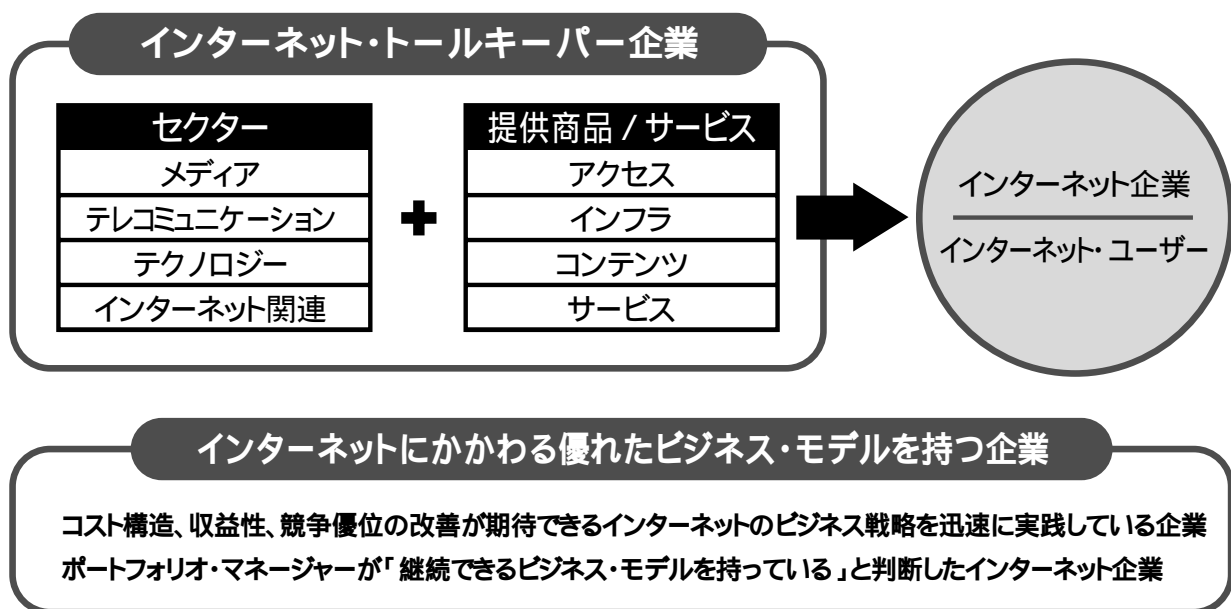 インターネット・トールキーパー企業
セクター
メディア
テレコミュニケーション
テクノロジー
インターネット関連
+
提供商品 / サービス
アクセス
インフラ
コンテンツ
サービス
インターネット企業
インターネット・ユーザー
インターネットにかかわる優れたビジネス・モデルを持つ企業
コスト構造、収益性、競争優位の改善が期待できるインターネットのビジネス戦略を迅速に実践している企業
ポートフォリオ・マネージャーが「継続できるビジネス・モデルを持っている」と判断したインターネット企業